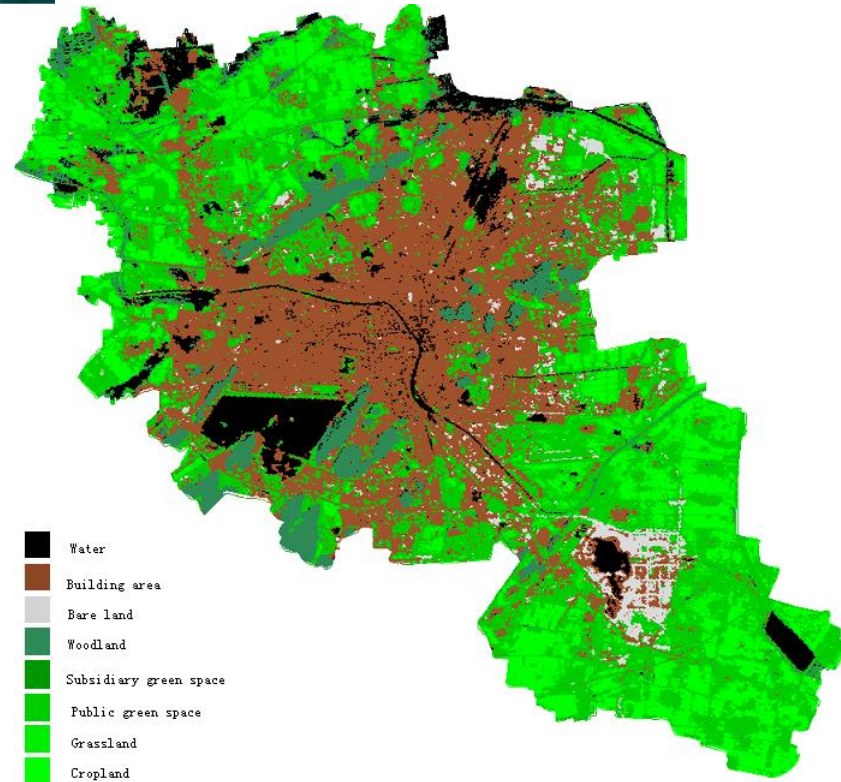 Water
Building area
Bare land
Woodland
Subsidiary green space
Public green space
Grassland
Cropland